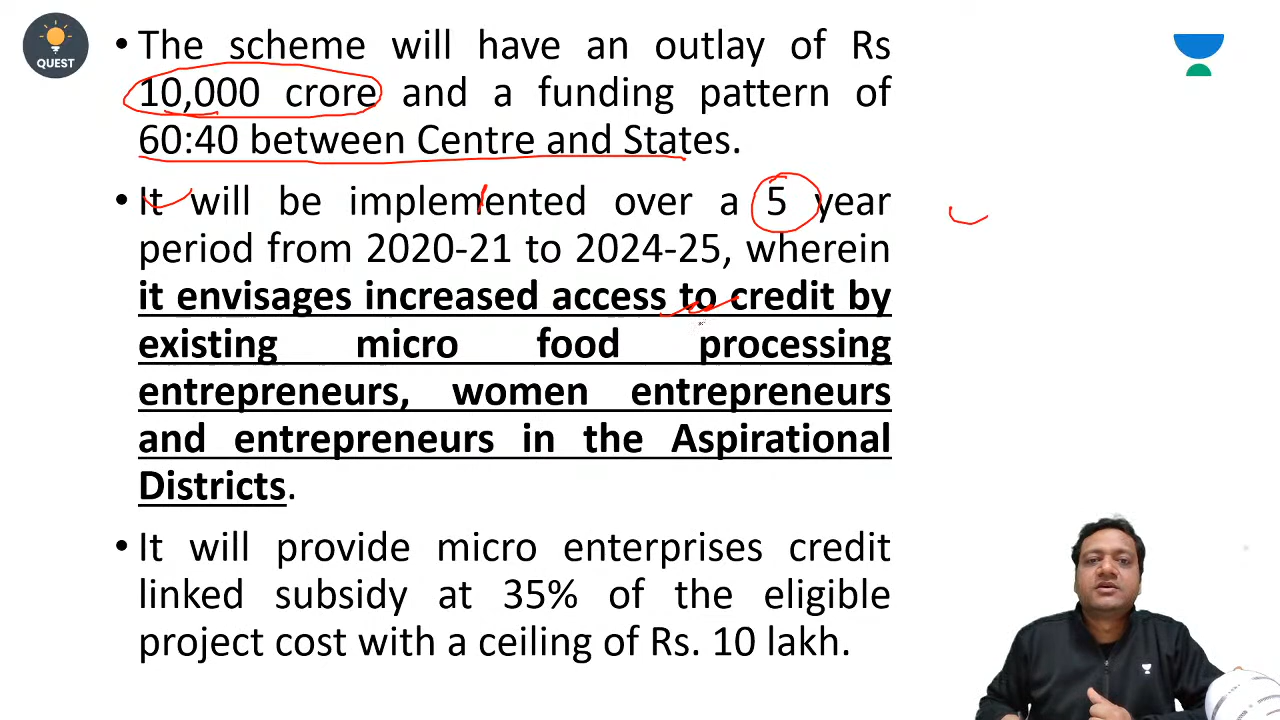 QUEST
• The scheme will have an outlay of Rs
10,000 crore and a funding pattern of
60:40 between Centre and States.
• It will be implemented over a 5 year
period from 2020-21 to 2024-25, wherein
it envisages increased access to credit by
existing micro food processing
entrepreneurs, women entrepreneurs
and entrepreneurs in the Aspirational
Districts.
• It will provide micro enterprises credit
linked subsidy at 35% of the eligible
project cost with a ceiling of Rs. 10 lakh.